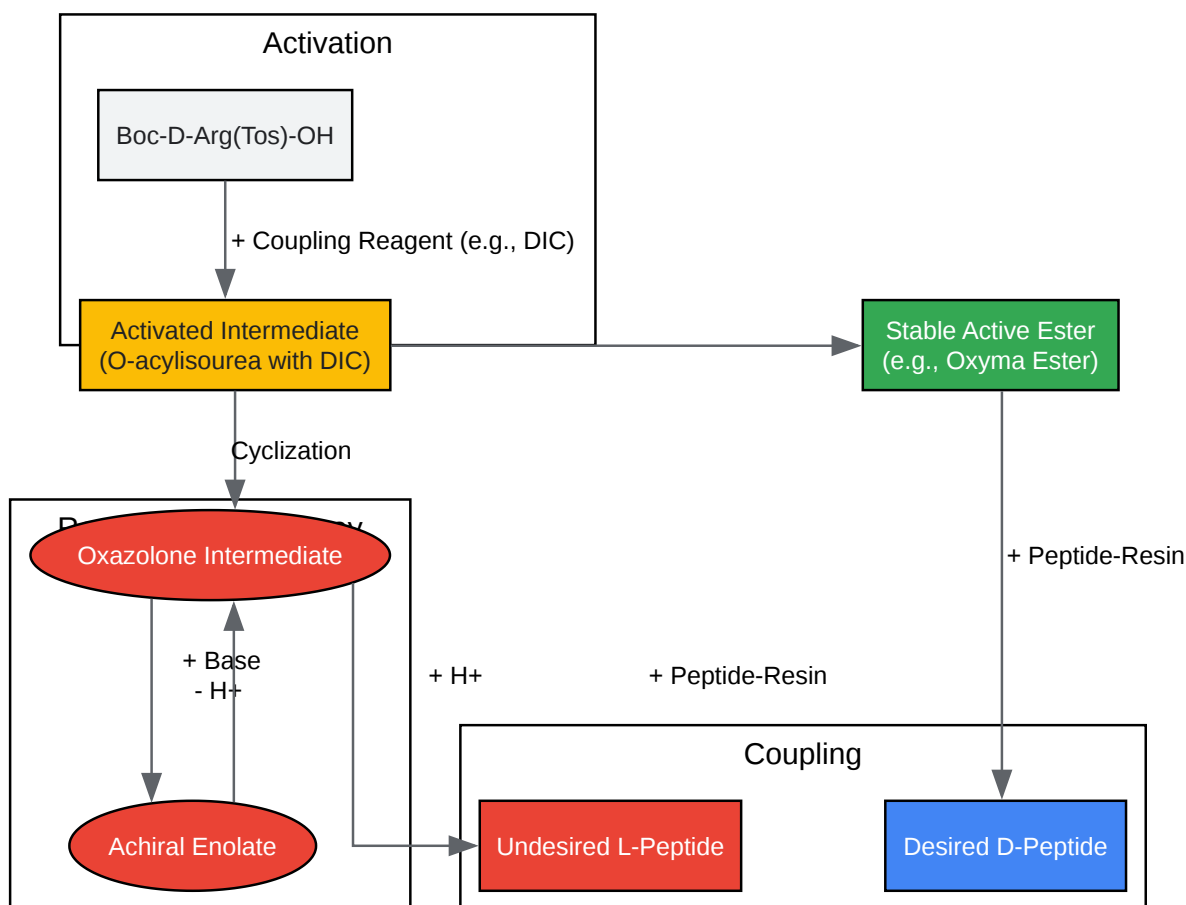 Activation
Boc-D-Arg(Tos)-OH
+ Coupling Reagent (e.g., DIC)
Activated Intermediate
(O-acylisourea with DIC)
Stable Active Ester
(e.g., Oxyma Ester)
Cyclization
Oxazolone Intermediate
+ Peptide-Resin
+ Base
- H+
+ H+
+ Peptide-Resin
Coupling
Achiral Enolate
Undesired L-Peptide
Desired D-Peptide